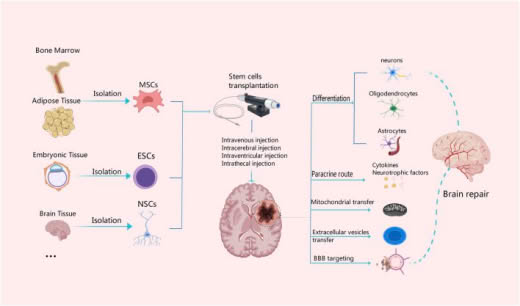 Bone Marrow
Adipose Tissue
Isolation
MSCs
Embryonic Tissue
Isolation
ESCs
Brain Tissue
Isolation
NSCs
...
Stem cells
transplantation
Intravenous injection
Intracerebral injection
Intraventricular injection
Intrathecal injection
Differentiation
neurons
Oligodendrocytes
Astrocytes
Paracrine route
Cytokines
Neurotrophic factors
Mitochondrial transfer
Extracellular vesicles
transfer
BBB targeting
Brain repair